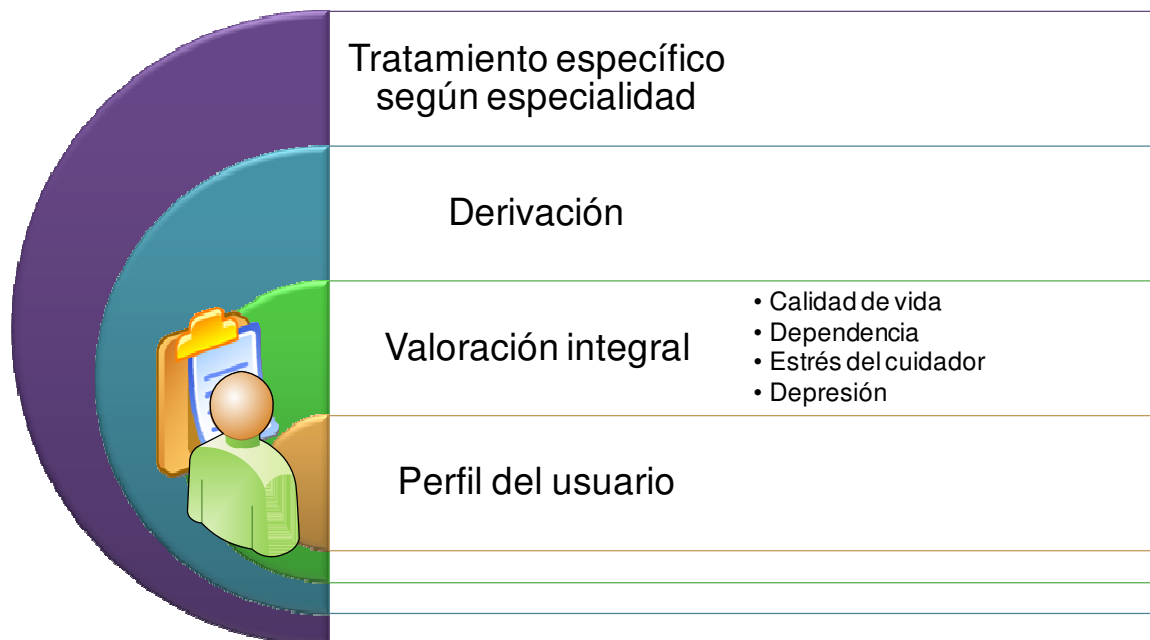 Tratamiento específico
según especialidad
Derivación
Valoración integral
• Calidad de vida
• Dependencia
• Estrés del cuidador
• Depresión
Perfil del usuario